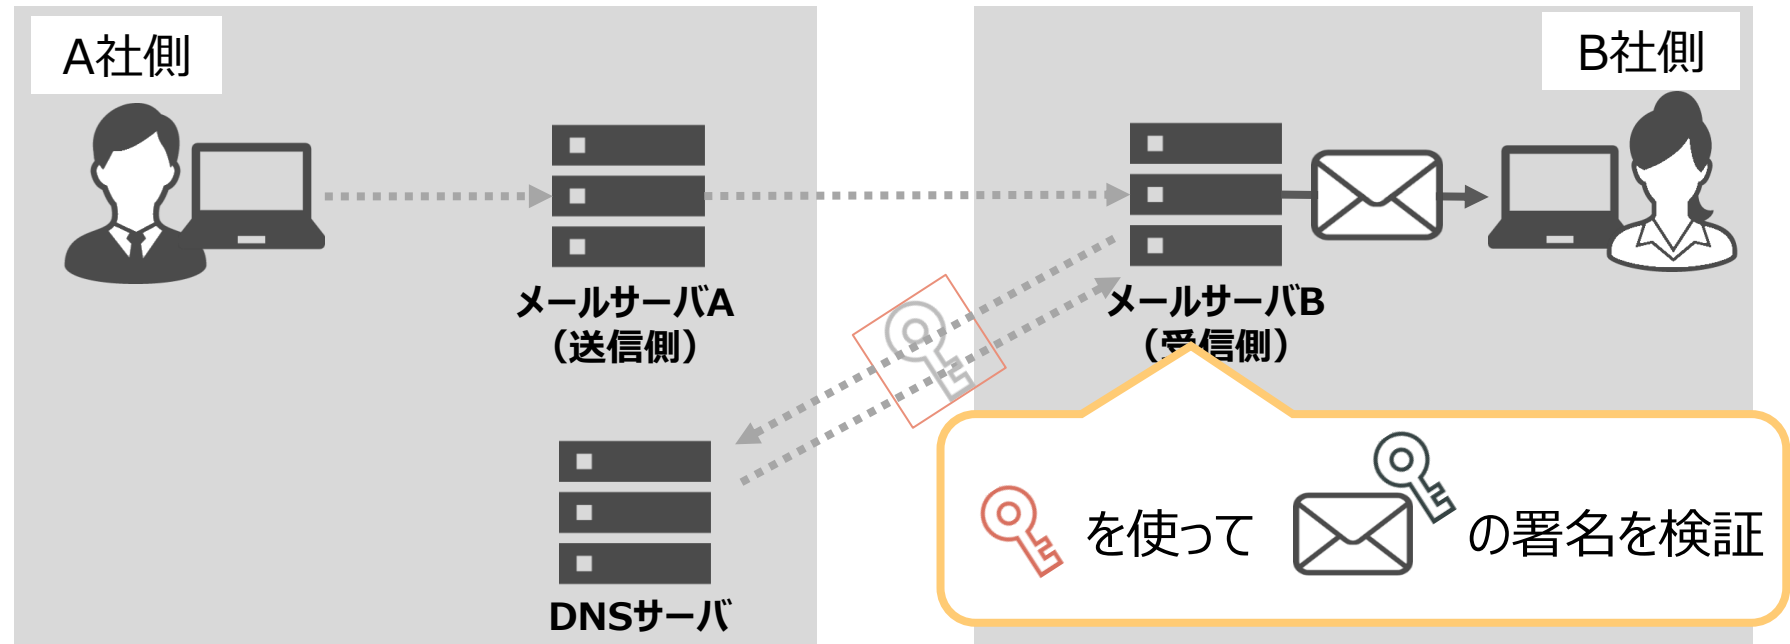 A社側
B社側
メールサーバA
（送信側）
メールサーバB
（受信側）
DNSサーバ
を使って
の署名を検証